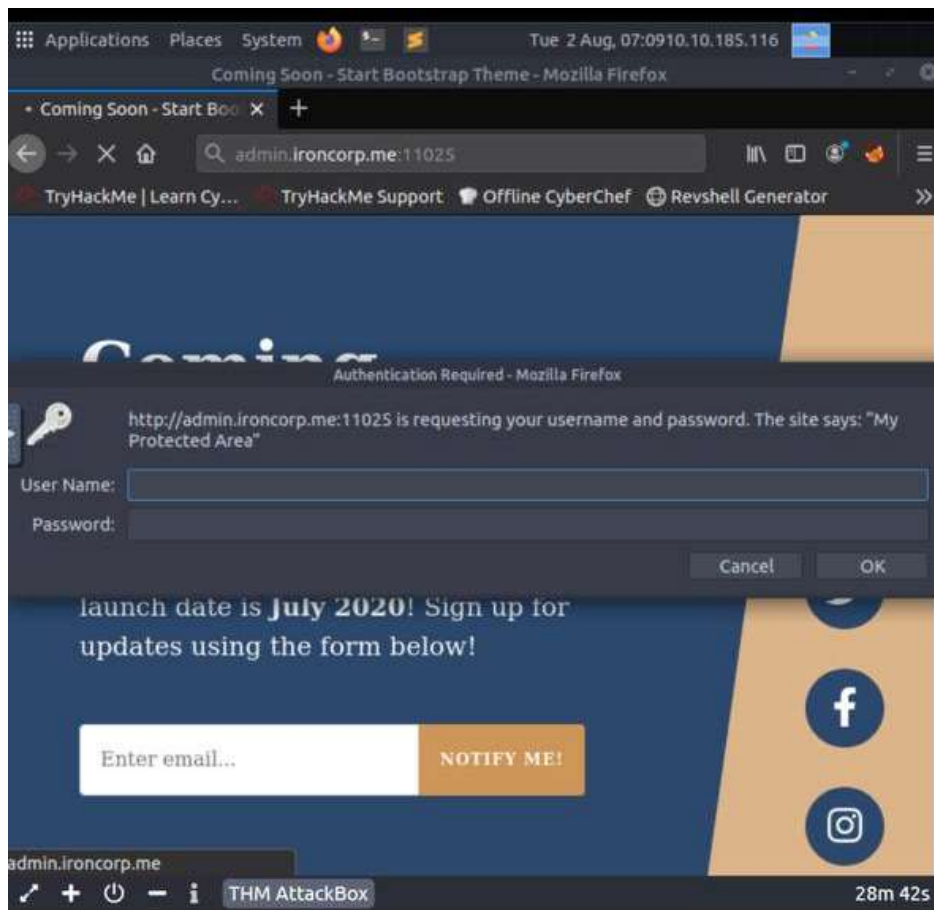 Applications Places System Tue 2 Aug, 07:0910.10.185.116
Coming Soon - Start Bootstrap Theme - Mozilla Firefox
Coming Soon - Start Boo
admin.ironcorp.me:11025
TryHackMe | Learn Cy... TryHackMe Support Offline CyberChef Revshell Generator
Coming
Authentication Required - Mozilla Firefox
http://admin.ironcorp.me:11025 is requesting your username and password. The site says: "My
Protected Area"
User Name:
Password:
Cancel OK
launch date is July 2020! Sign up for
updates using the form below!
Enter email... NOTIFY ME!
admin.ironcorp.me
THM AttackBox 28m 42s